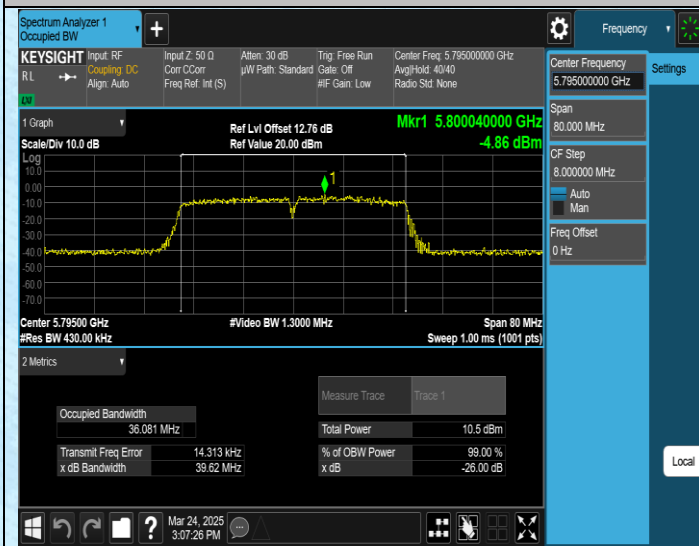 Spectrum Analyzer 1
Occupied BW
Frequency
KEYSIGHT
RL
LXI
Input: RF
Coupling: DC
Align: Auto
Input Z: 50 Ω
Corr CCorr
Freq Ref: Int (S)
Atten: 30 dB
µW Path: Standard
Trig: Free Run
Gate: Off
#IF Gain: Low
Center Freq: 5.795000000 GHz
Avg|Hold: 40/40
Radio Std: None
Center Frequency
5.795000000 GHz
Settings
Span
80.000 MHz
CF Step
8.000000 MHz
Auto
Man
Freq Offset
0 Hz
Local
1 Graph
Scale/Div 10.0 dB
Ref Lvl Offset 12.76 dB
Ref Value 20.00 dBm
Mkr1 5.800040000 GHz
-4.86 dBm
Log
10.0
0.00
-10.0
-20.0
-30.0
-40.0
-50.0
-60.0
-70.0
1
Center 5.79500 GHz
#Res BW 430.00 kHz
#Video BW 1.3000 MHz
Span 80 MHz
Sweep 1.00 ms (1001 pts)
2 Metrics
Measure Trace
Trace 1
Occupied Bandwidth
36.081 MHz
Total Power
10.5 dBm
Transmit Freq Error
14.313 kHz
% of OBW Power
99.00 %
x dB Bandwidth
39.62 MHz
x dB
-26.00 dB
Mar 24, 2025
3:07:26 PM